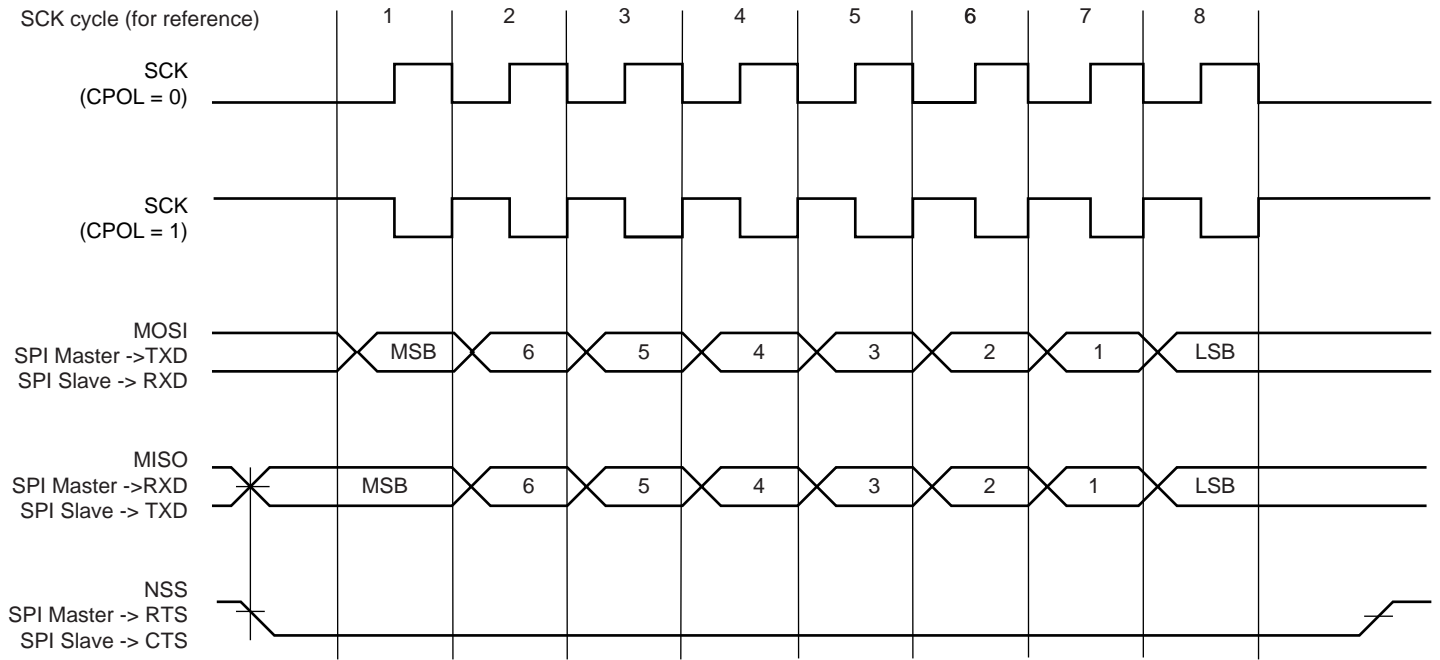 SCK cycle (for reference) 1 2 3 4 5 6 7 8
SCK
(CPOL = 0)
SCK
(CPOL = 1)
MOSI
SPI Master ->TXD
SPI Slave -> RXD
MSB 6 5 4 3 2 1 LSB
MISO
SPI Master ->RXD
SPI Slave -> TXD
MSB 6 5 4 3 2 1 LSB
NSS
SPI Master -> RTS
SPI Slave -> CTS